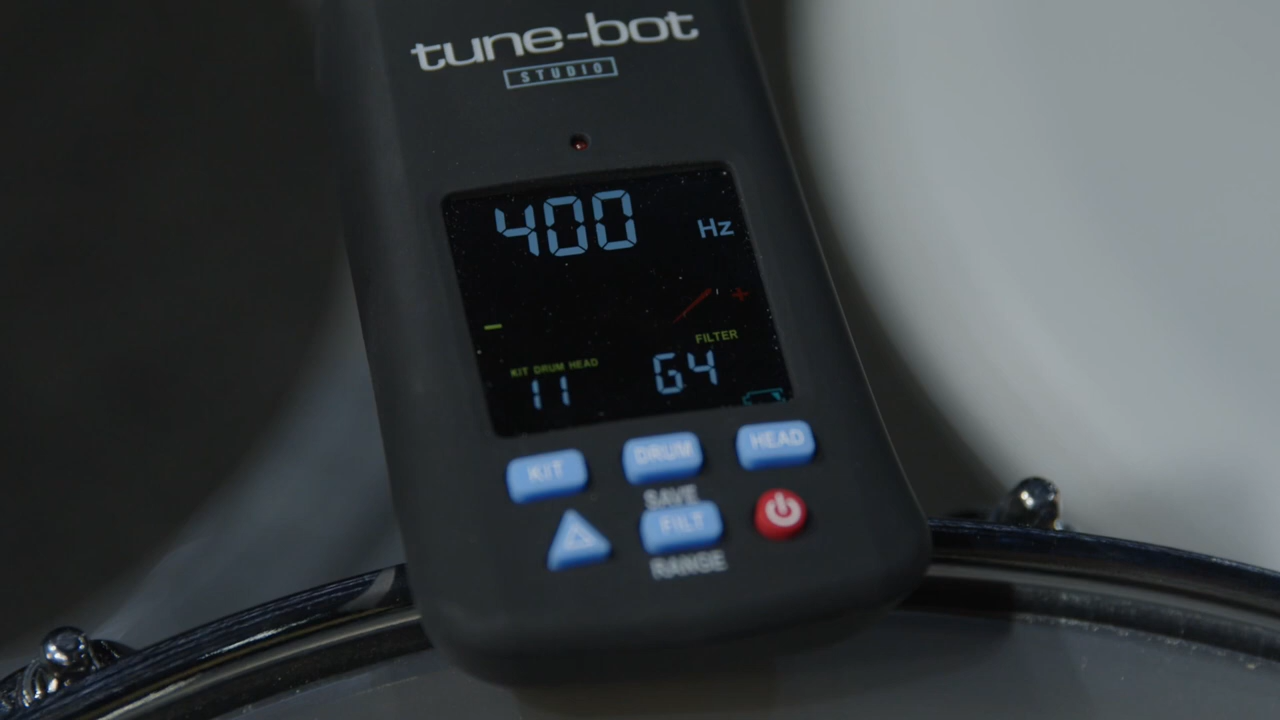 tune-bot
STUDIO
400 Hz
- +
FILTER
KIT DRUM HEAD
11 G4
KIT DRUM HEAD
SAVE
FILT
RANGE